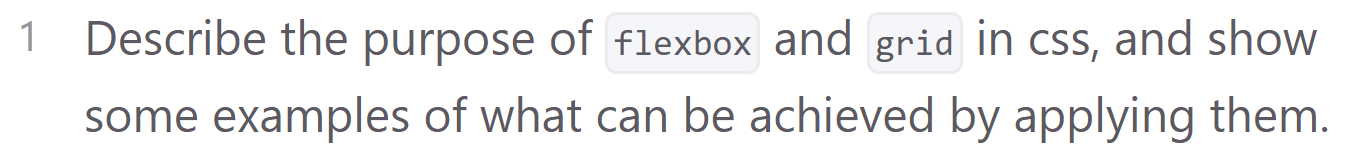 1 Describe the purpose of flexbox and grid in css, and show
some examples of what can be achieved by applying them.